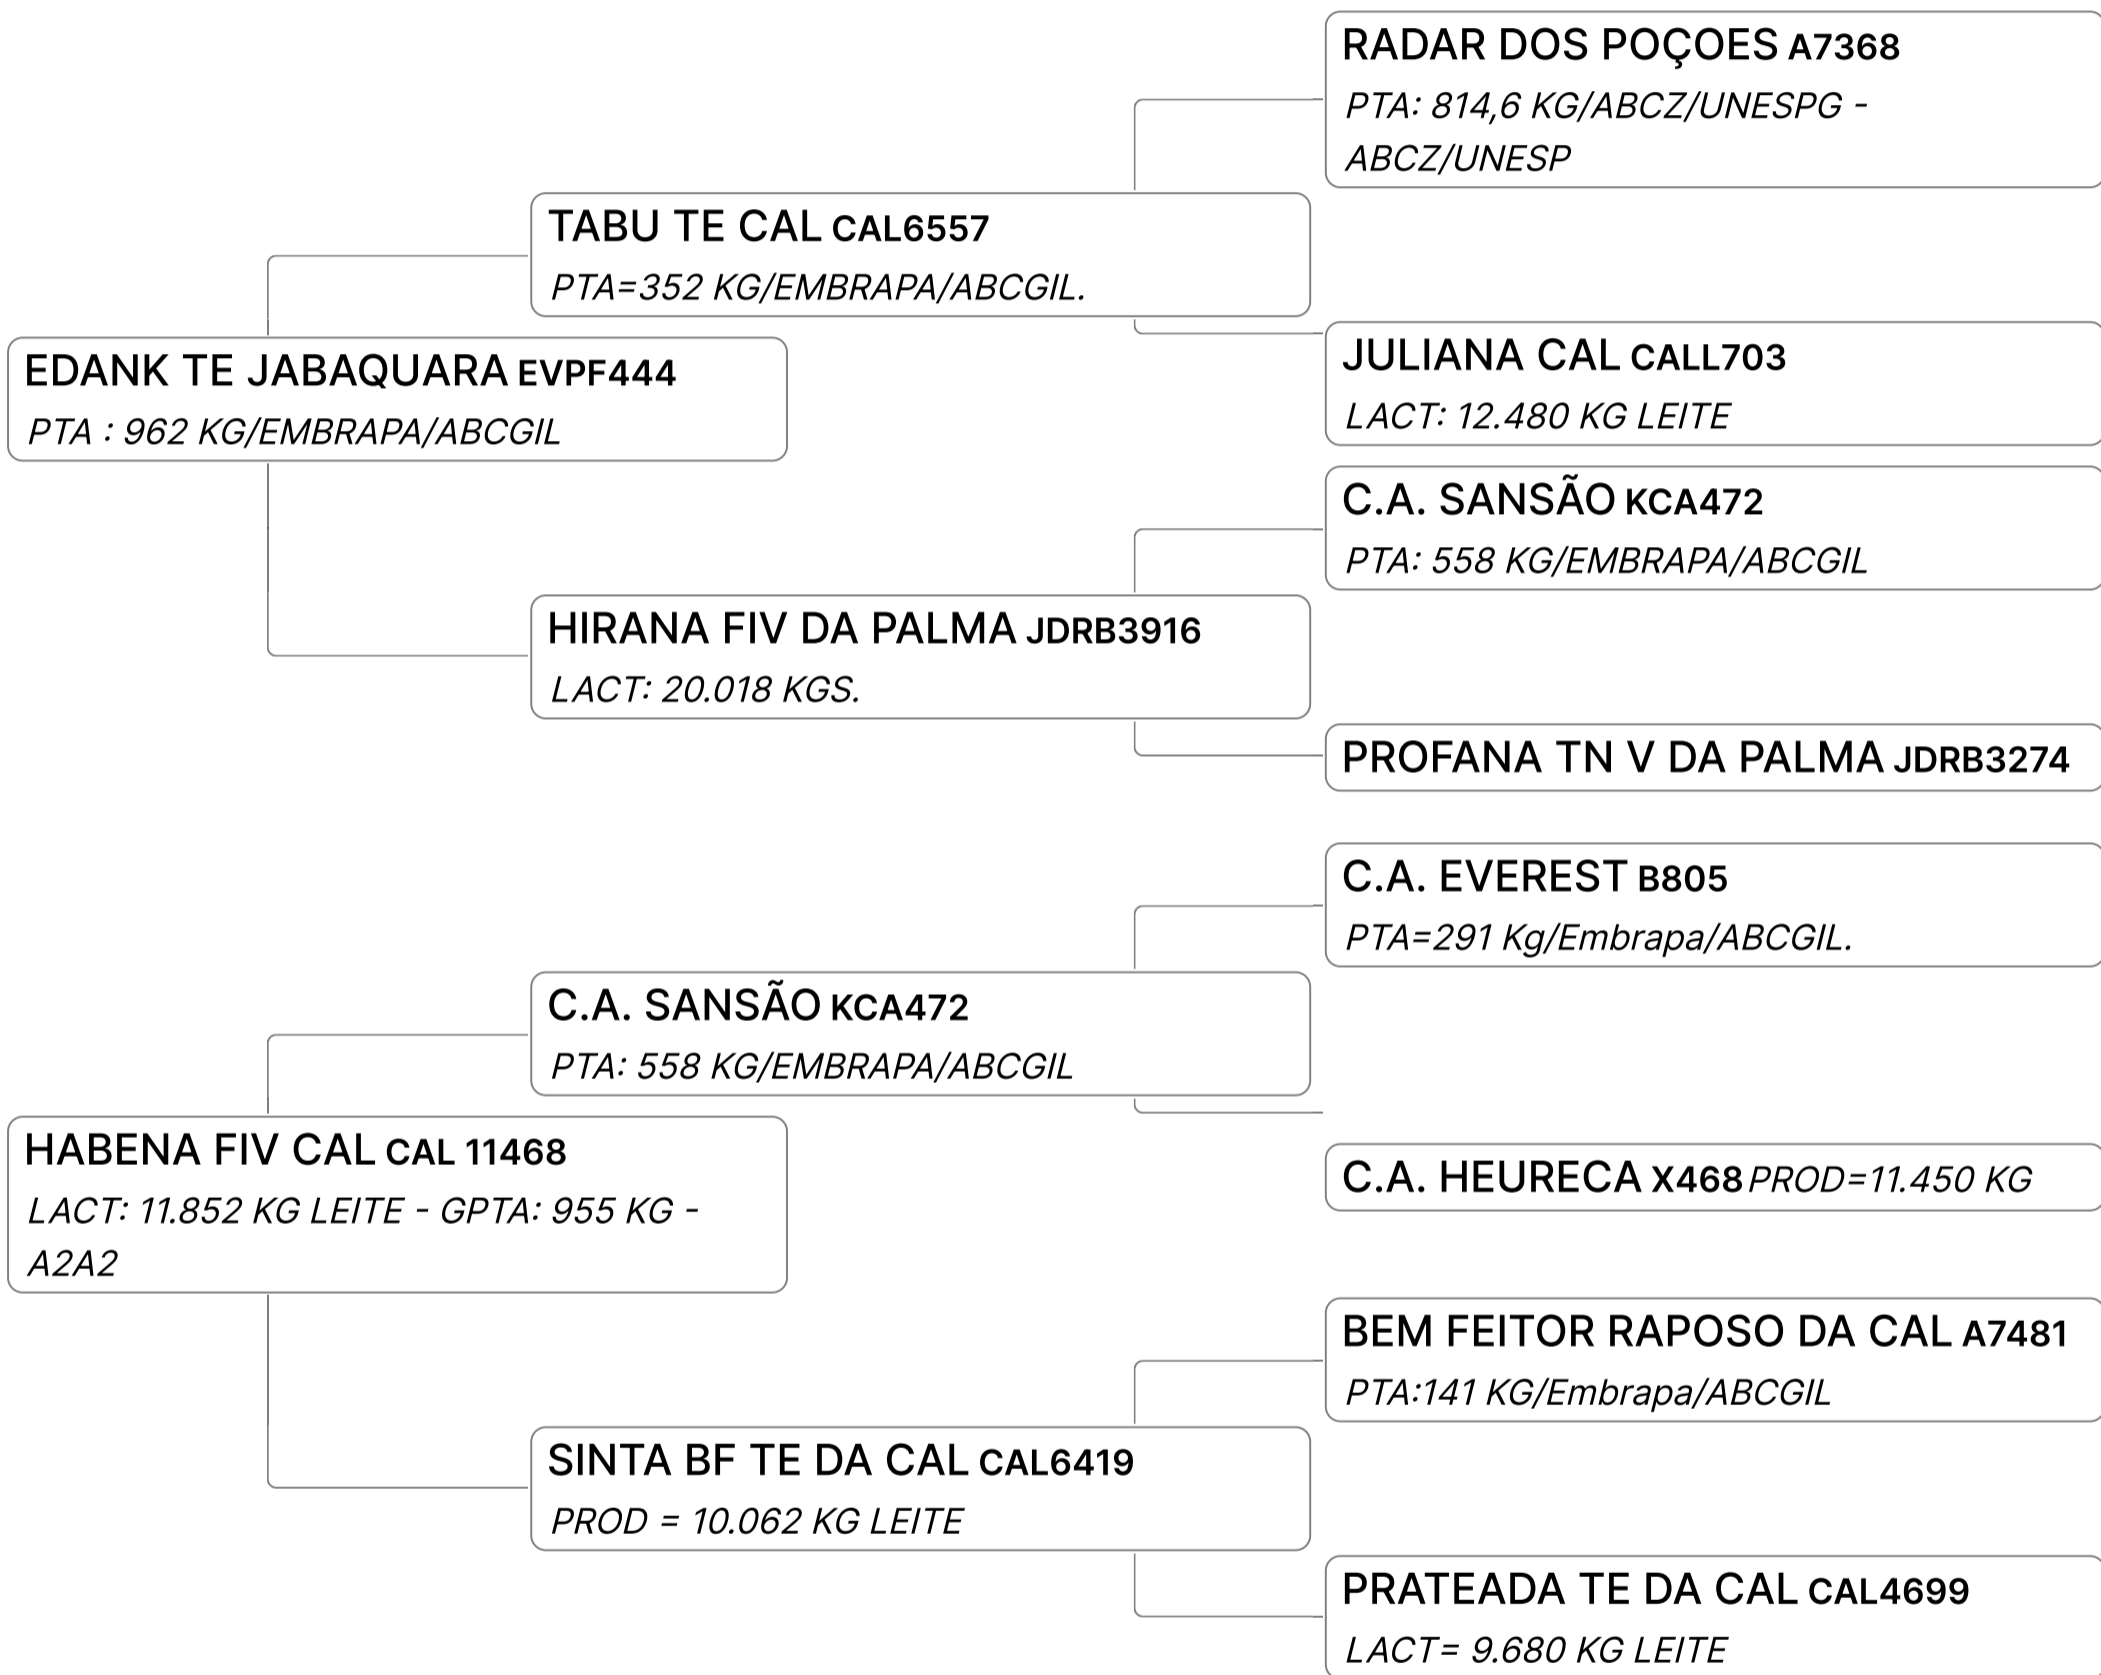 RADAR DOS POÇOES A7368
PTA: 814,6 KG/ABCZ/UNESPG -
ABCZ/UNESP
TABU TE CAL CAL6557
PTA=352 KG/EMBRAPA/ABCGIL.
JULIANA CAL CALL703
LACT: 12.480 KG LEITE
EDANK TE JABAQUARA EVPF444
PTA : 962 KG/EMBRAPA/ABCGIL
C.A. SANSÃO KCA472
PTA: 558 KG/EMBRAPA/ABCGIL
HIRANA FIV DA PALMA JDRB3916
LACT: 20.018 KGS.
PROFANA TN V DA PALMA JDRB3274
C.A. EVEREST B805
PTA=291 Kg/Embrapa/ABCGIL.
C.A. SANSÃO KCA472
PTA: 558 KG/EMBRAPA/ABCGIL
HABENA FIV CAL CAL 11468
LACT: 11.852 KG LEITE - GPTA: 955 KG -
A2A2
C.A. HEURECA X468 PROD=11.450 KG
BEM FEITOR RAPOSO DA CAL A7481
PTA:141 KG/Embrapa/ABCGIL
SINTA BF TE DA CAL CAL6419
PROD = 10.062 KG LEITE
PRATEADA TE DA CAL CAL4699
LACT= 9.680 KG LEITE